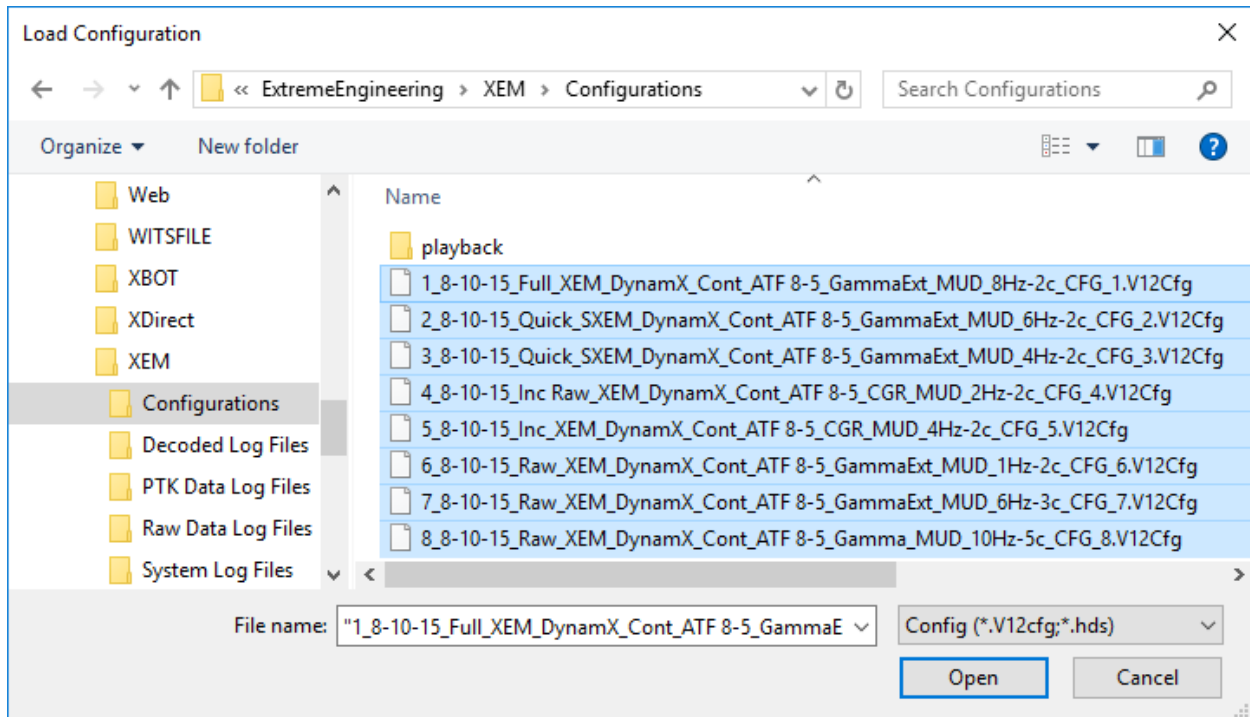 Load Configuration
« ExtremeEngineering > XEM > Configurations
Search Configurations
Organize
New folder
Web
WITSFILE
XBOT
XDirect
XEM
Configurations
Decoded Log Files
PTK Data Log Files
Raw Data Log Files
System Log Files
Name
playback
1_8-10-15_Full_XEM_DynamX_Cont_ATF 8-5_GammaExt_MUD_8Hz-2c_CFG_1.V12Cfg
2_8-10-15_Quick_SXEM_DynamX_Cont_ATF 8-5_GammaExt_MUD_6Hz-2c_CFG_2.V12Cfg
3_8-10-15_Quick_SXEM_DynamX_Cont_ATF 8-5_GammaExt_MUD_4Hz-2c_CFG_3.V12Cfg
4_8-10-15_Inc Raw_XEM_DynamX_Cont_ATF 8-5_CGR_MUD_2Hz-2c_CFG_4.V12Cfg
5_8-10-15_Inc_XEM_DynamX_Cont_ATF 8-5_CGR_MUD_4Hz-2c_CFG_5.V12Cfg
6_8-10-15_Raw_XEM_DynamX_Cont_ATF 8-5_GammaExt_MUD_1Hz-2c_CFG_6.V12Cfg
7_8-10-15_Raw_XEM_DynamX_Cont_ATF 8-5_GammaExt_MUD_6Hz-3c_CFG_7.V12Cfg
8_8-10-15_Raw_XEM_DynamX_Cont_ATF 8-5_Gamma_MUD_10Hz-5c_CFG_8.V12Cfg
File name: "1_8-10-15_Full_XEM_DynamX_Cont_ATF 8-5_GammaE
Config (*.V12cfg;*.hds)
Open
Cancel